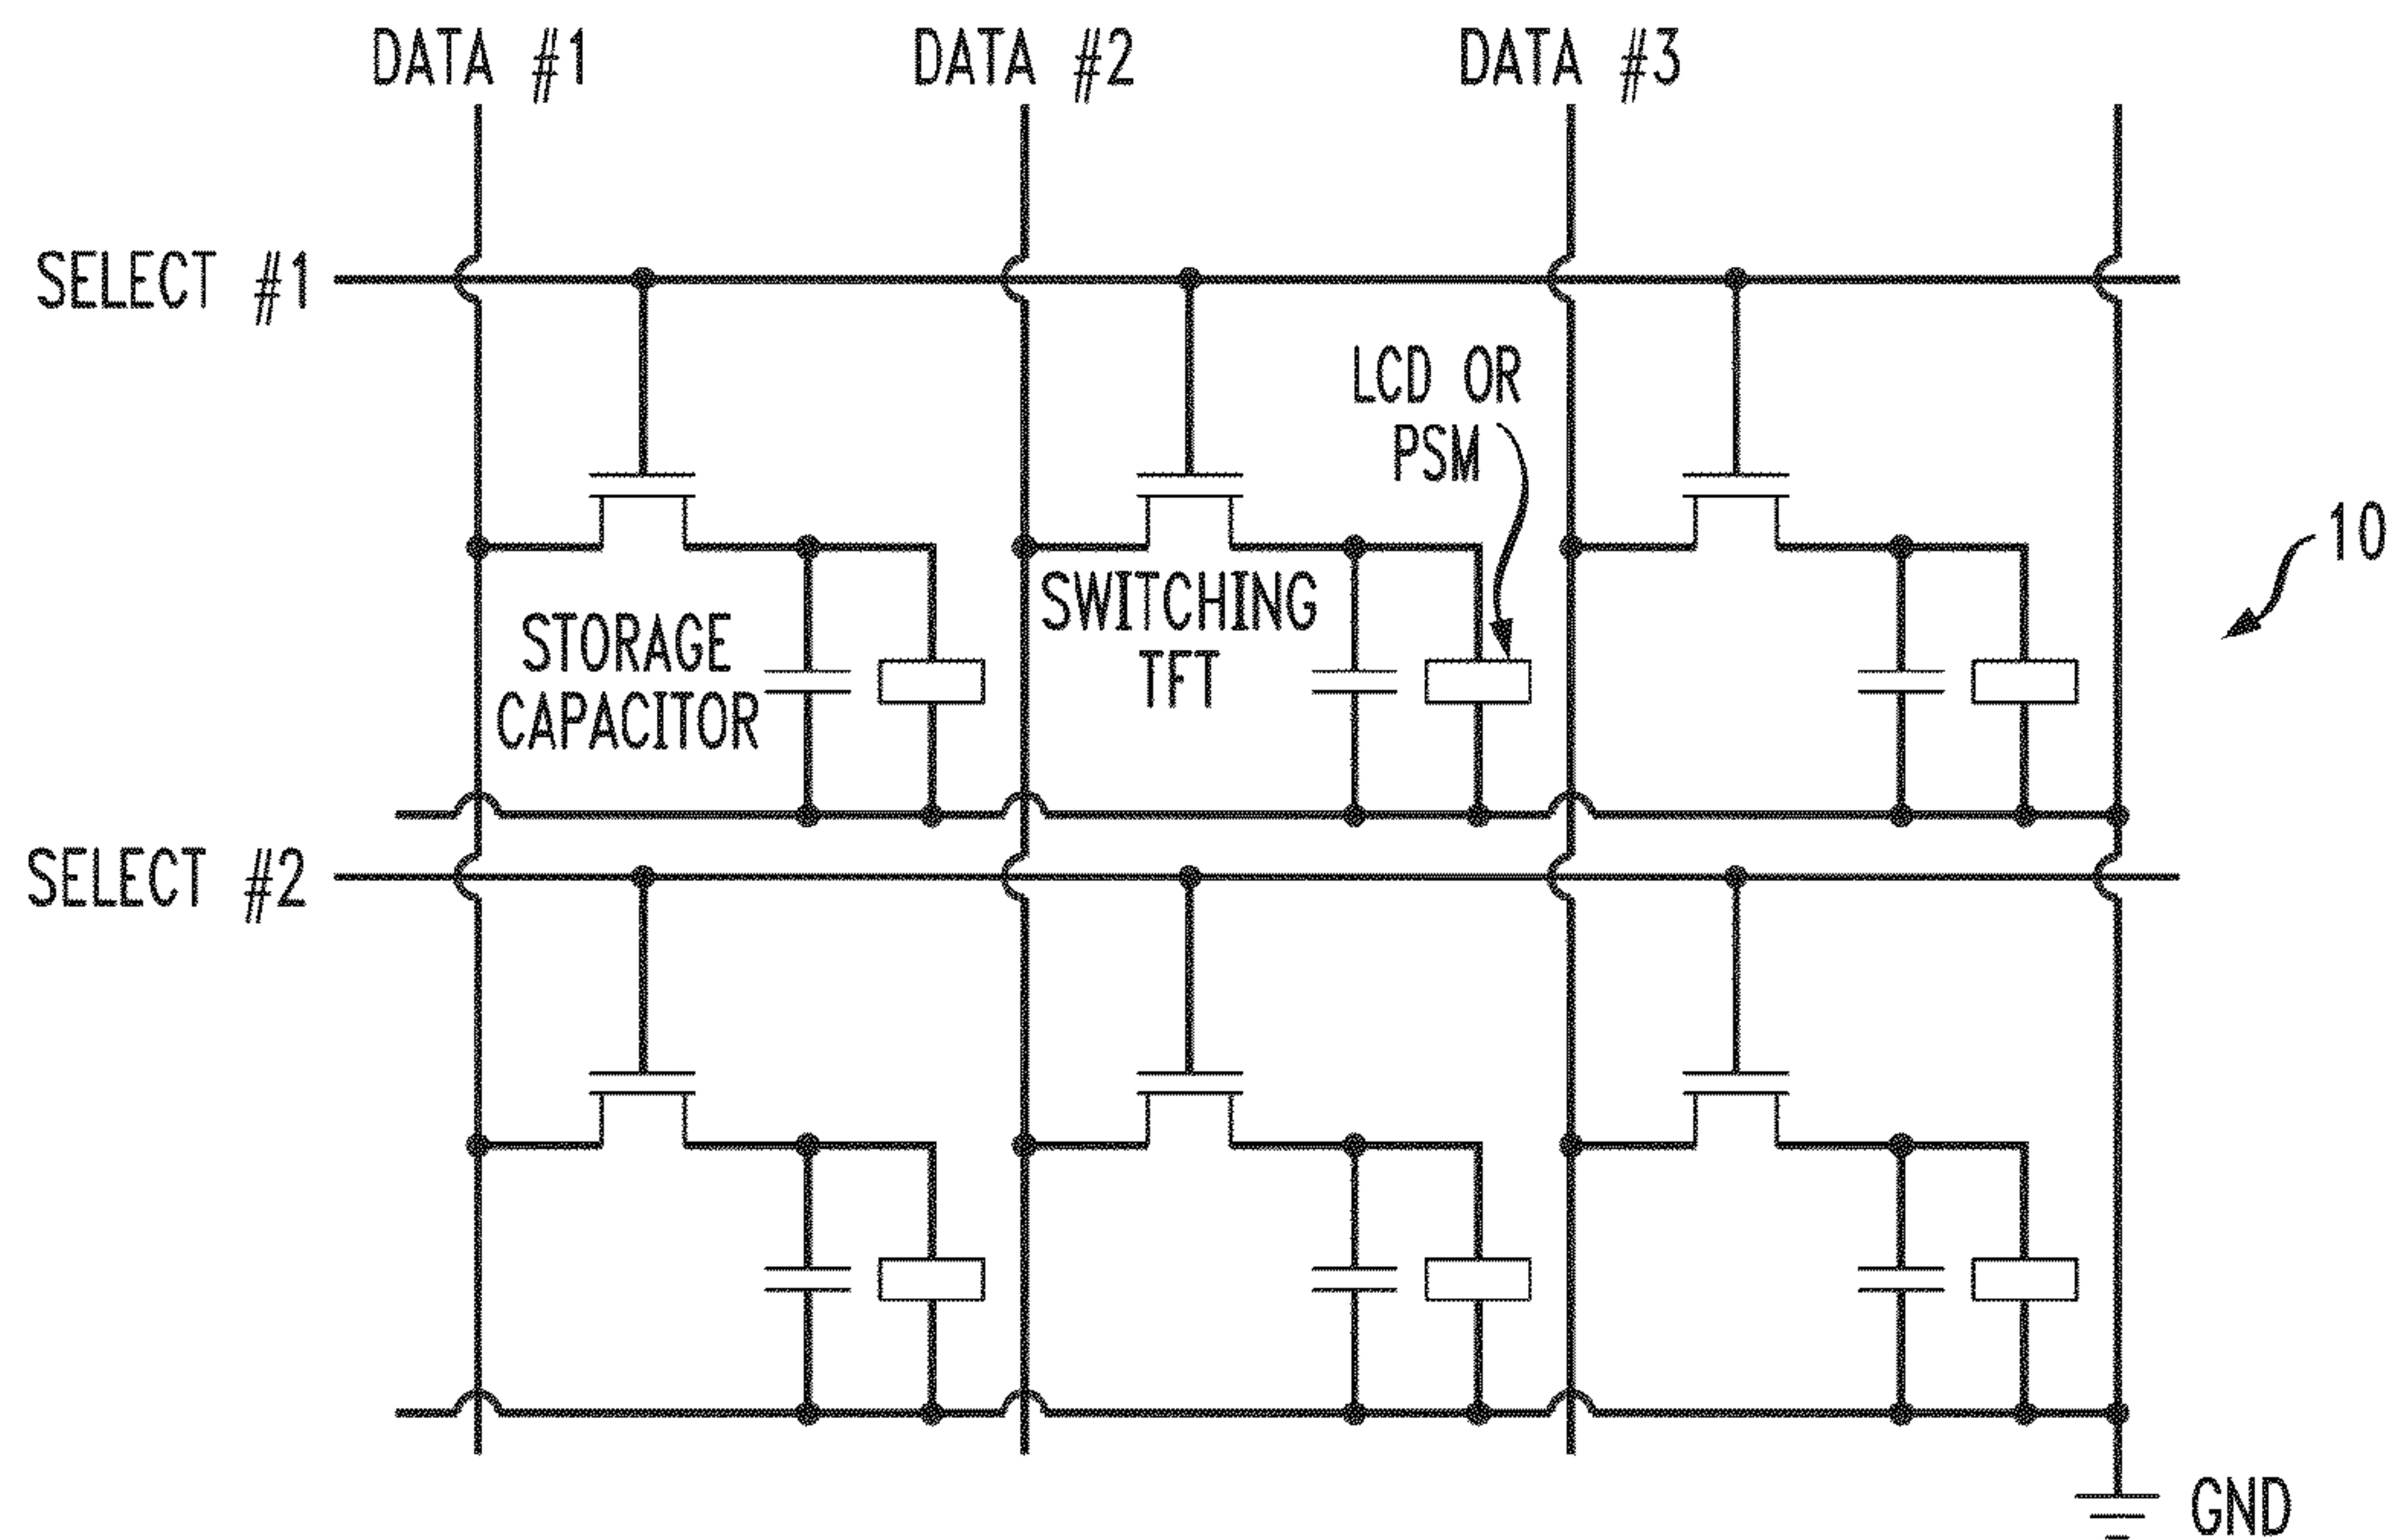 DATA #1
DATA #2
DATA #3
SELECT #1
LCD OR
PSM
10
STORAGE
CAPACITOR
SWITCHING
TFT
SELECT #2
GND